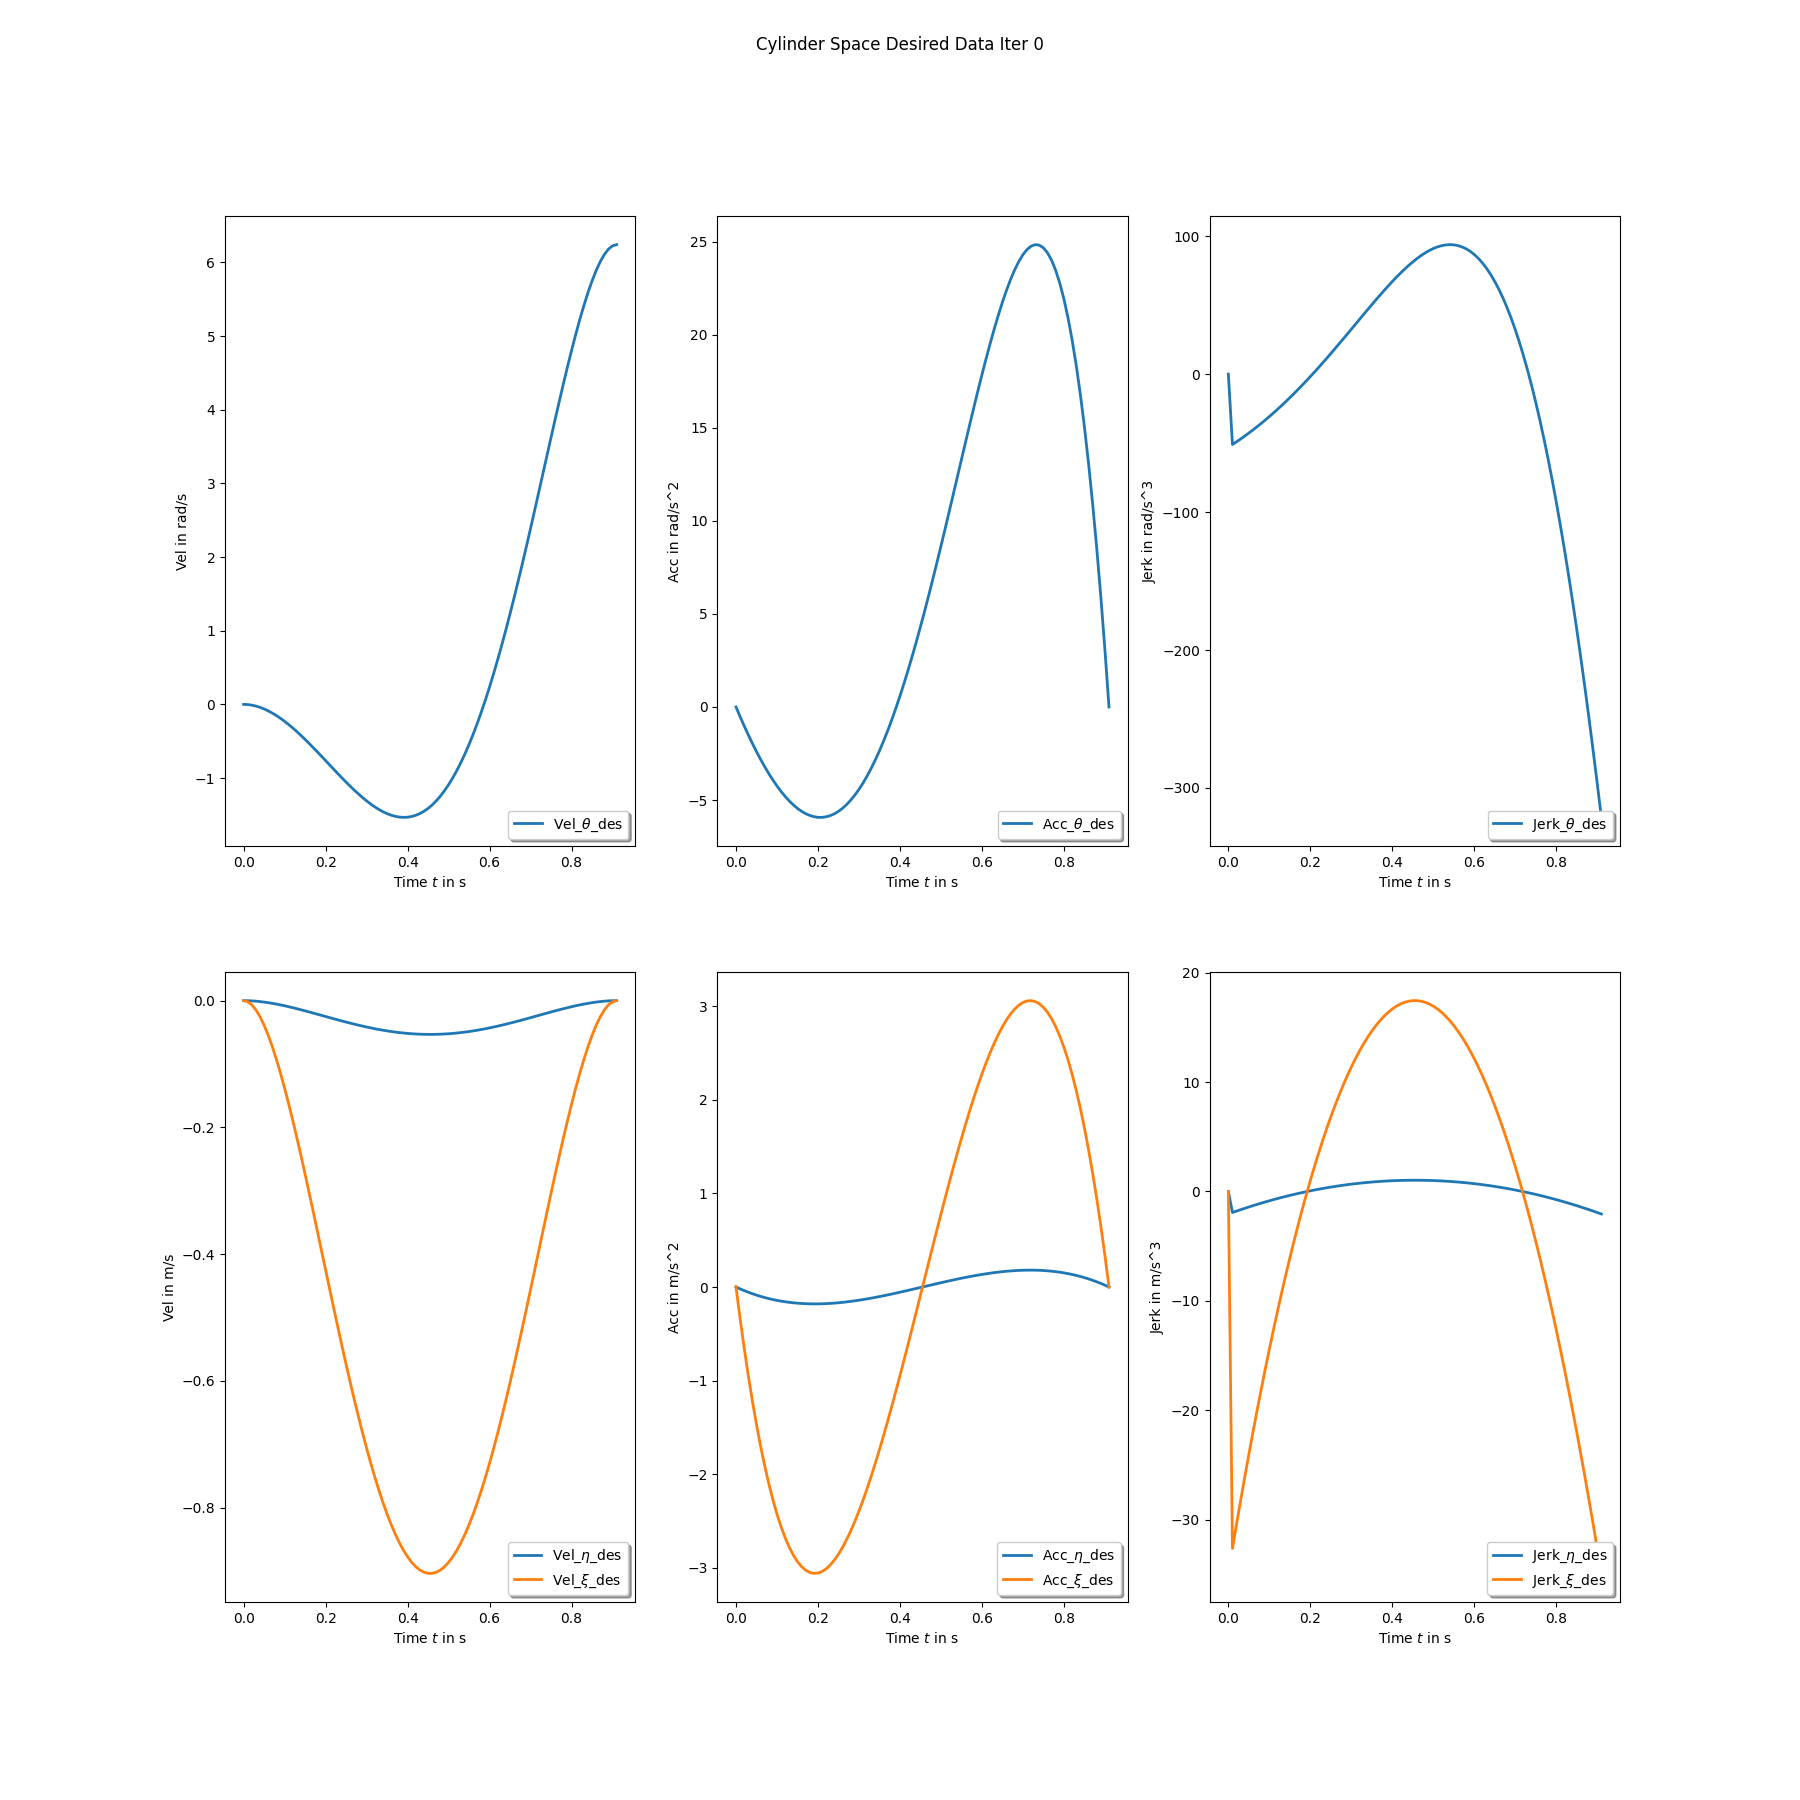 Cylinder Space Desired Data Iter 0
6
5
4
3
2
1
0
−1
Vel in rad/s
Vel_θ_des
0.0 0.2 0.4 0.6 0.8
Time t in s
25
20
15
10
5
0
−5
Acc in rad/s^2
Acc_θ_des
0.0 0.2 0.4 0.6 0.8
Time t in s
100
0
−100
−200
−300
Jerk in rad/s^3
Jerk_θ_des
0.0 0.2 0.4 0.6 0.8
Time t in s
0.0
−0.2
−0.4
−0.6
−0.8
Vel in m/s
Vel_η_des
Vel_ξ_des
0.0 0.2 0.4 0.6 0.8
Time t in s
3
2
1
0
−1
−2
−3
Acc in m/s^2
Acc_η_des
Acc_ξ_des
0.0 0.2 0.4 0.6 0.8
Time t in s
20
10
0
−10
−20
−30
Jerk in m/s^3
Jerk_η_des
Jerk_ξ_des
0.0 0.2 0.4 0.6 0.8
Time t in s